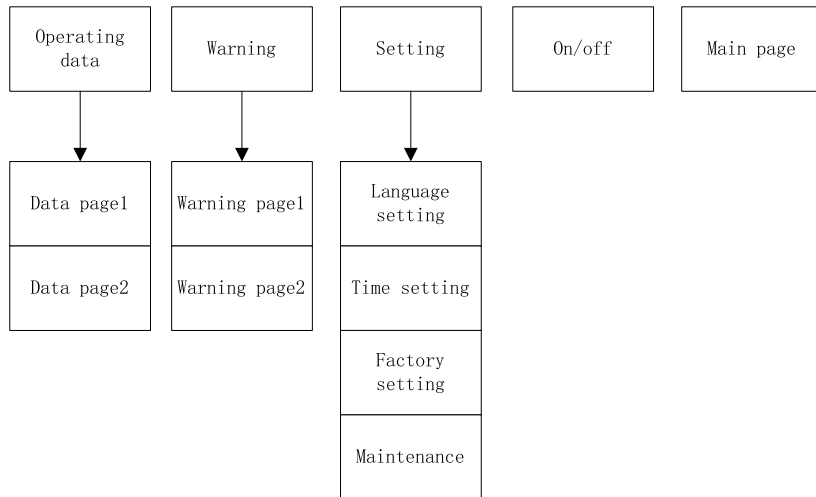 Operating
data
Warning
Setting
On/off
Main page
Data page1
Warning page1
Language
setting
Data page2
Warning page2
Time setting
Factory
setting
Maintenance